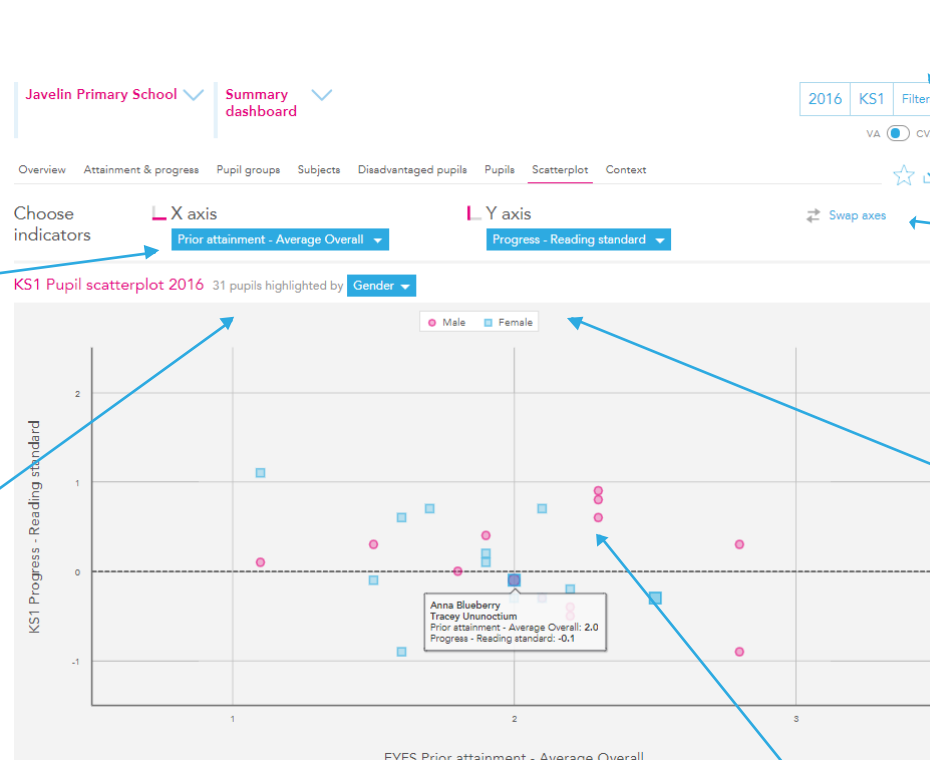 Javelin Primary School
Summary
dashboard
2016
KS1
Filter
VA
CV
Overview
Attainment & progress
Pupil groups
Subjects
Disadvantaged pupils
Pupils
Scatterplot
Context
Choose
indicators
X axis
Prior attainment - Average Overall
Y axis
Progress - Reading standard
Swap axes
KS1 Pupil scatterplot 2016 31 pupils highlighted by Gender
Male
Female
KS1 Progress - Reading standard
2
1
0
-1
Anna Blueberry
Tracey Ununoctium
Prior attainment - Average Overall: 2.0
Progress - Reading standard: -0.1
1
2
3
EYFS Prior attainment - Average Overall